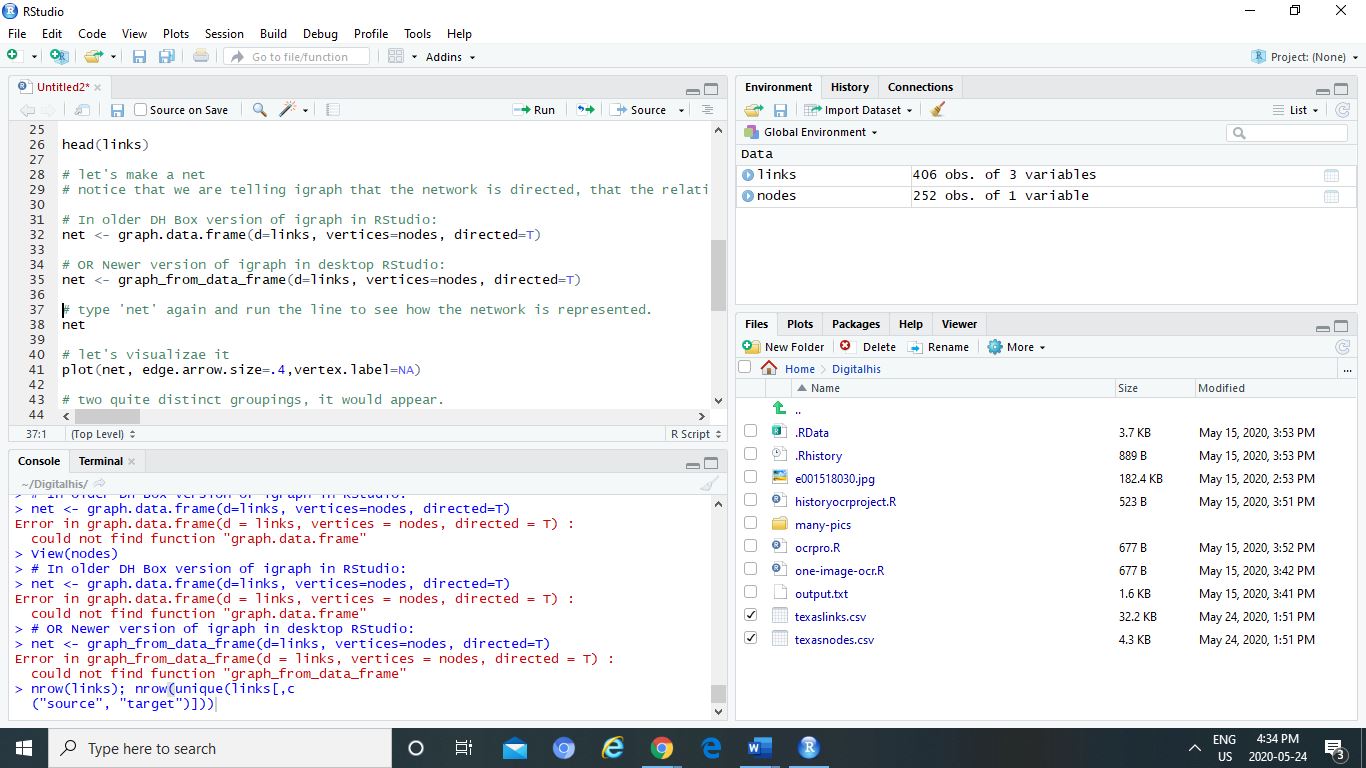 RStudio
File Edit Code View Plots Session Build Debug Profile Tools Help
Go to file/function Addins Project: (None)
Untitled2*
Source on Save Run Source
25
26 head(links)
27
28 # let's make a net
29 # notice that we are telling igraph that the network is directed, that the relati
30
31 # In older DH Box version of igraph in RStudio:
32 net <- graph.data.frame(d=links, vertices=nodes, directed=T)
33
34 # OR Newer version of igraph in desktop RStudio:
35 net <- graph_from_data_frame(d=links, vertices=nodes, directed=T)
36
37 # type 'net' again and run the line to see how the network is represented.
38 net
39
40 # let's visualizae it
41 plot(net, edge.arrow.size=.4,vertex.label=NA)
42
43 # two quite distinct groupings, it would appear.
44
37:1 (Top Level) R Script
Console Terminal
~/Digitalhis/
> # In older DH Box version of igraph in RStudio:
> net <- graph.data.frame(d=links, vertices=nodes, directed=T)
Error in graph.data.frame(d = links, vertices = nodes, directed = T) :
could not find function "graph.data.frame"
> View(nodes)
> # In older DH Box version of igraph in RStudio:
> net <- graph.data.frame(d=links, vertices=nodes, directed=T)
Error in graph.data.frame(d = links, vertices = nodes, directed = T) :
could not find function "graph.data.frame"
> # OR Newer version of igraph in desktop RStudio:
> net <- graph_from_data_frame(d=links, vertices=nodes, directed=T)
Error in graph_from_data_frame(d = links, vertices = nodes, directed = T) :
could not find function "graph_from_data_frame"
> nrow(links); nrow(unique(links[,c
("source", "target")]))
Environment History Connections
Import Dataset List
Global Environment
Data
links 406 obs. of 3 variables
nodes 252 obs. of 1 variable
Files Plots Packages Help Viewer
New Folder Delete Rename More
Home Digitalhis ...
Name Size Modified
..
.RData 3.7 KB May 15, 2020, 3:53 PM
.Rhistory 889 B May 15, 2020, 3:53 PM
e001518030.jpg 182.4 KB May 15, 2020, 2:53 PM
historyocrproject.R 523 B May 15, 2020, 3:51 PM
many-pics
ocrpro.R 677 B May 15, 2020, 3:52 PM
one-image-ocr.R 677 B May 15, 2020, 3:42 PM
output.txt 1.6 KB May 15, 2020, 3:41 PM
texaslinks.csv 32.2 KB May 24, 2020, 1:51 PM
texasnodes.csv 4.3 KB May 24, 2020, 1:51 PM
Type here to search
ENG 4:34 PM
US 2020-05-24 3